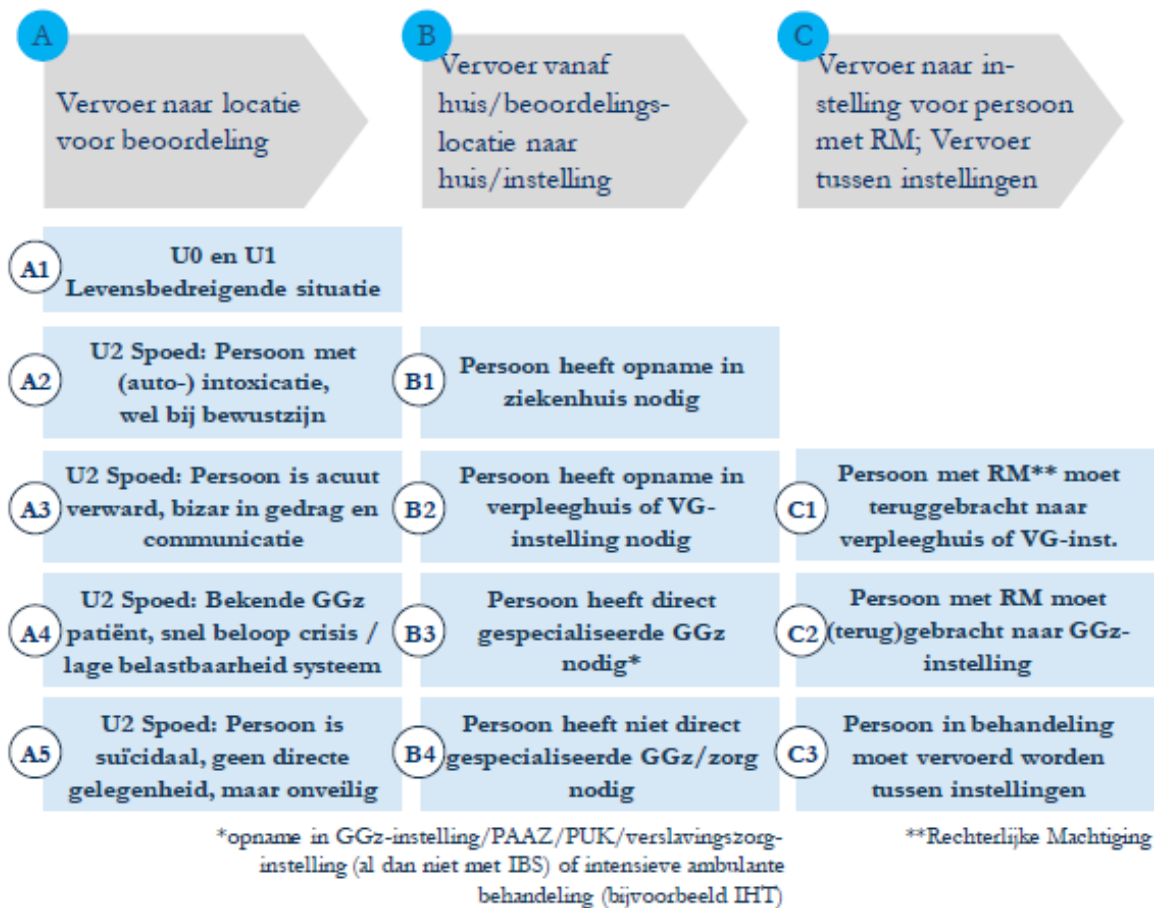 A
Vervoer naar locatie
voor beoordeling
B
Vervoer vanaf
huis/beoordelings-
locatie naar
huis/instelling
C
Vervoer naar in-
stelling voor persoon
met RM; Vervoer
tussen instellingen
A1
U0 en U1
Levensbedreigende situatie
A2
U2 Spoed: Persoon met
(auto-) intoxicatie,
wel bij bewustzijn
B1
Persoon heeft opname in
ziekenhuis nodig
A3
U2 Spoed: Persoon is acuut
verward, bizar in gedrag en
communicatie
B2
Persoon heeft opname in
verpleeghuis of VG-
instelling nodig
C1
Persoon met RM** moet
teruggebracht naar
verpleeghuis of VG-inst.
A4
U2 Spoed: Bekende GGz
patiënt, snel beloop crisis /
lage belastbaarheid systeem
B3
Persoon heeft direct
gespecialiseerde GGz
nodig*
C2
Persoon met RM moet
(terug)gebracht naar GGz-
instelling
A5
U2 Spoed: Persoon is
suïcidaal, geen directe
gelegenheid, maar onveilig
B4
Persoon heeft niet direct
gespecialiseerde GGz/zorg
nodig
C3
Persoon in behandeling
moet vervoerd worden
tussen instellingen
*opname in GGz-instelling/PAAZ/PUK/verslavingszorg-
instelling (al dan niet met IBS) of intensieve ambulante
behandeling (bijvoorbeeld IHT)
**Rechterlijke Machtiging